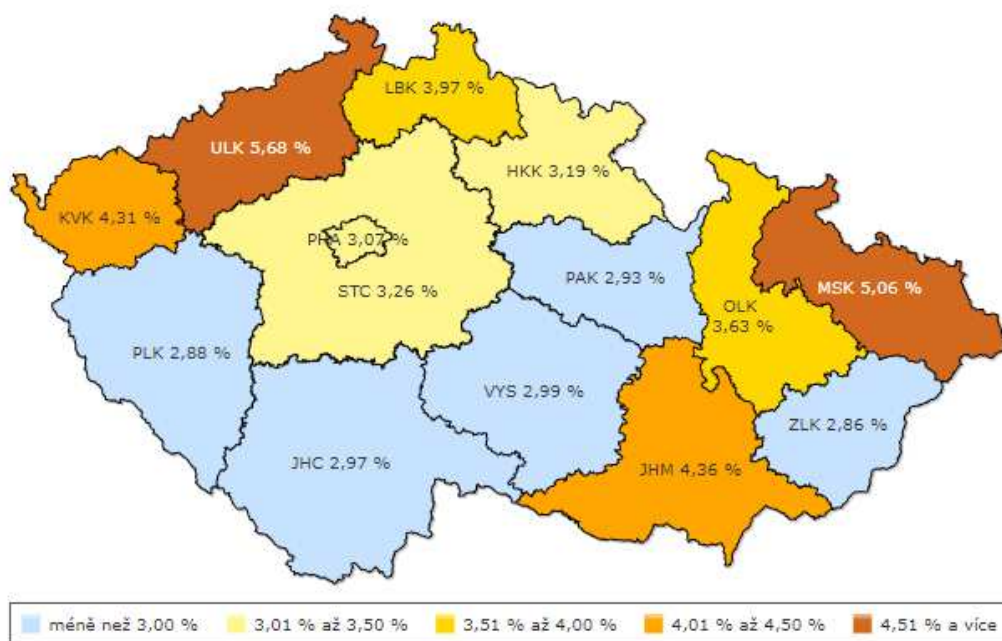 LBK 3,97 %
ULK 5,68 %
HKK 3,19 %
KVK 4,31 %
PHA 3,07 %
PAK 2,93 %
STC 3,26 %
MSK 5,06 %
OLK
3,63 %
PLK 2,88 %
VYS 2,99 %
ZLK 2,86 %
JHC 2,97 %
JHM 4,36 %
méně než 3,00 % 3,01 % až 3,50 % 3,51 % až 4,00 % 4,01 % až 4,50 % 4,51 % a více